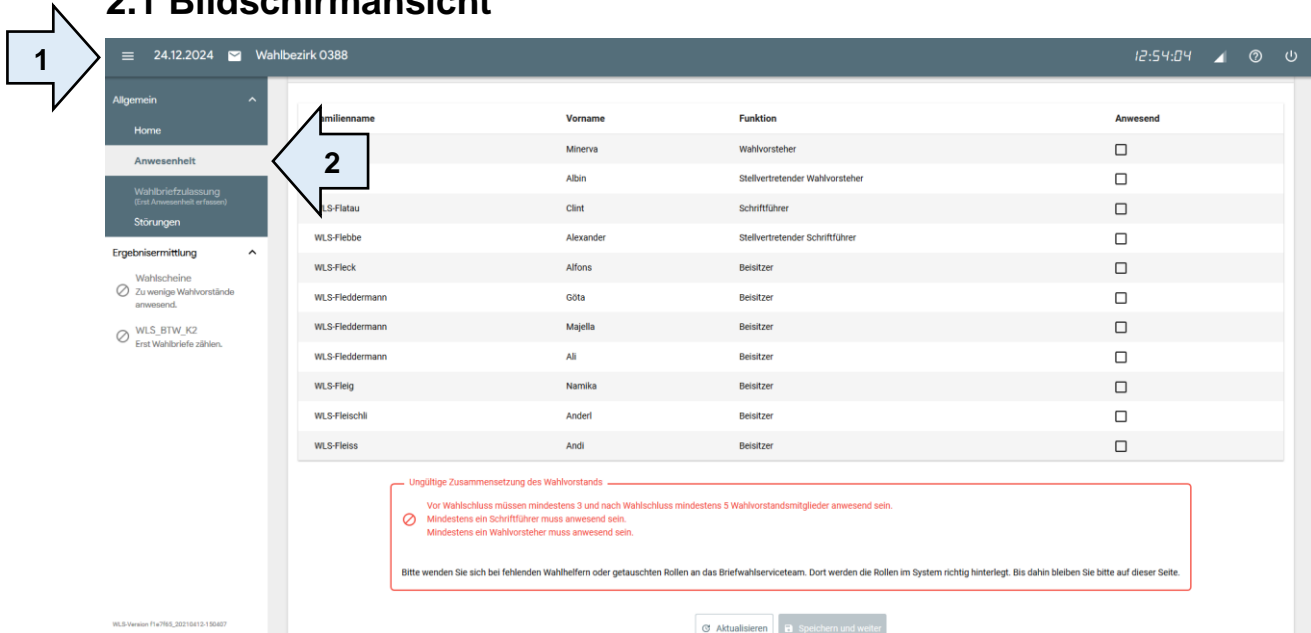 2.1 Bildschirmansicht
1
24.12.2024 Wahlbezirk 0388 12:54:04
Allgemein
Home
Anwesenheit
Wahlbriefzulassung
(Erst Anwesenheit erfassen)
Störungen
Ergebnisermittlung
Wahlscheine
Zu wenige Wahlvorstände
anwesend.
WLS_BTW_K2
Erst Wahlbriefe zählen.
WLS-Version f1e7f65_20210412-150407
2
Vorname Funktion Anwesend
Minerva Wahlvorsteher
Albin Stellvertretender Wahlvorsteher
Clint Schriftführer
WLS-Flebbe Alexander Stellvertretender Schriftführer
WLS-Fleck Alfons Beisitzer
WLS-Fleddermann Göta Beisitzer
WLS-Fleddermann Majella Beisitzer
WLS-Fleddermann Ali Beisitzer
WLS-Fleig Namika Beisitzer
WLS-Fleischli Anderl Beisitzer
WLS-Fleiss Andi Beisitzer
Ungültige Zusammensetzung des Wahlvorstands
Vor Wahlschluss müssen mindestens 3 und nach Wahlschluss mindestens 5 Wahlvorstandsmitglieder anwesend sein.
Mindestens ein Schriftführer muss anwesend sein.
Mindestens ein Wahlvorsteher muss anwesend sein.
Bitte wenden Sie sich bei fehlenden Wahlhelfern oder getauschten Rollen an das Briefwahlserviceteam. Dort werden die Rollen im System richtig hinterlegt. Bis dahin bleiben Sie bitte auf dieser Seite.
Aktualisieren Speichern und weiter